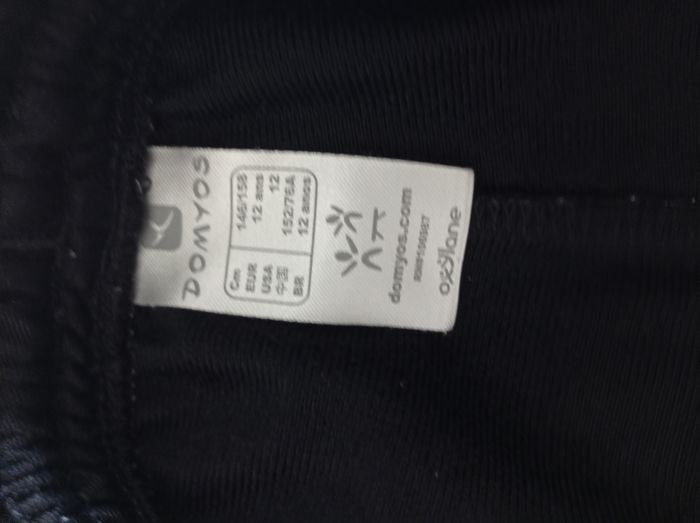 DOMYOS
Cm 146/158
EUR 12 ans
USA 12
中国 152/76A
BR 12 anos
domyos.com
oxylane